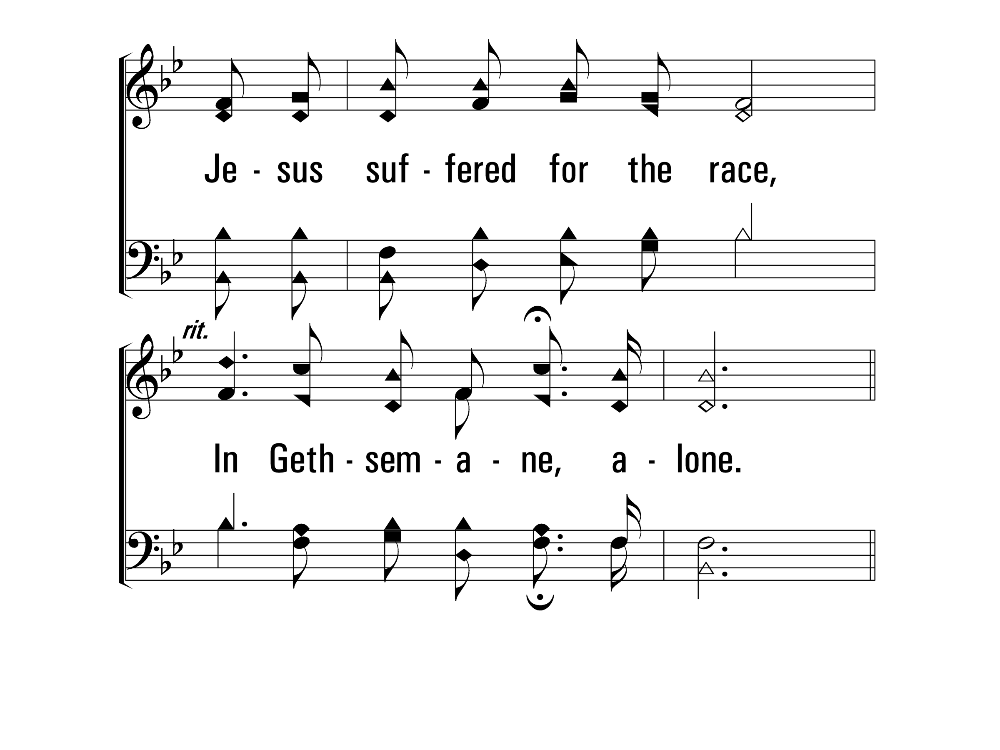 Je - sus suf - fered for the race,
rit.
In Geth - sem - a - ne, a - lone.